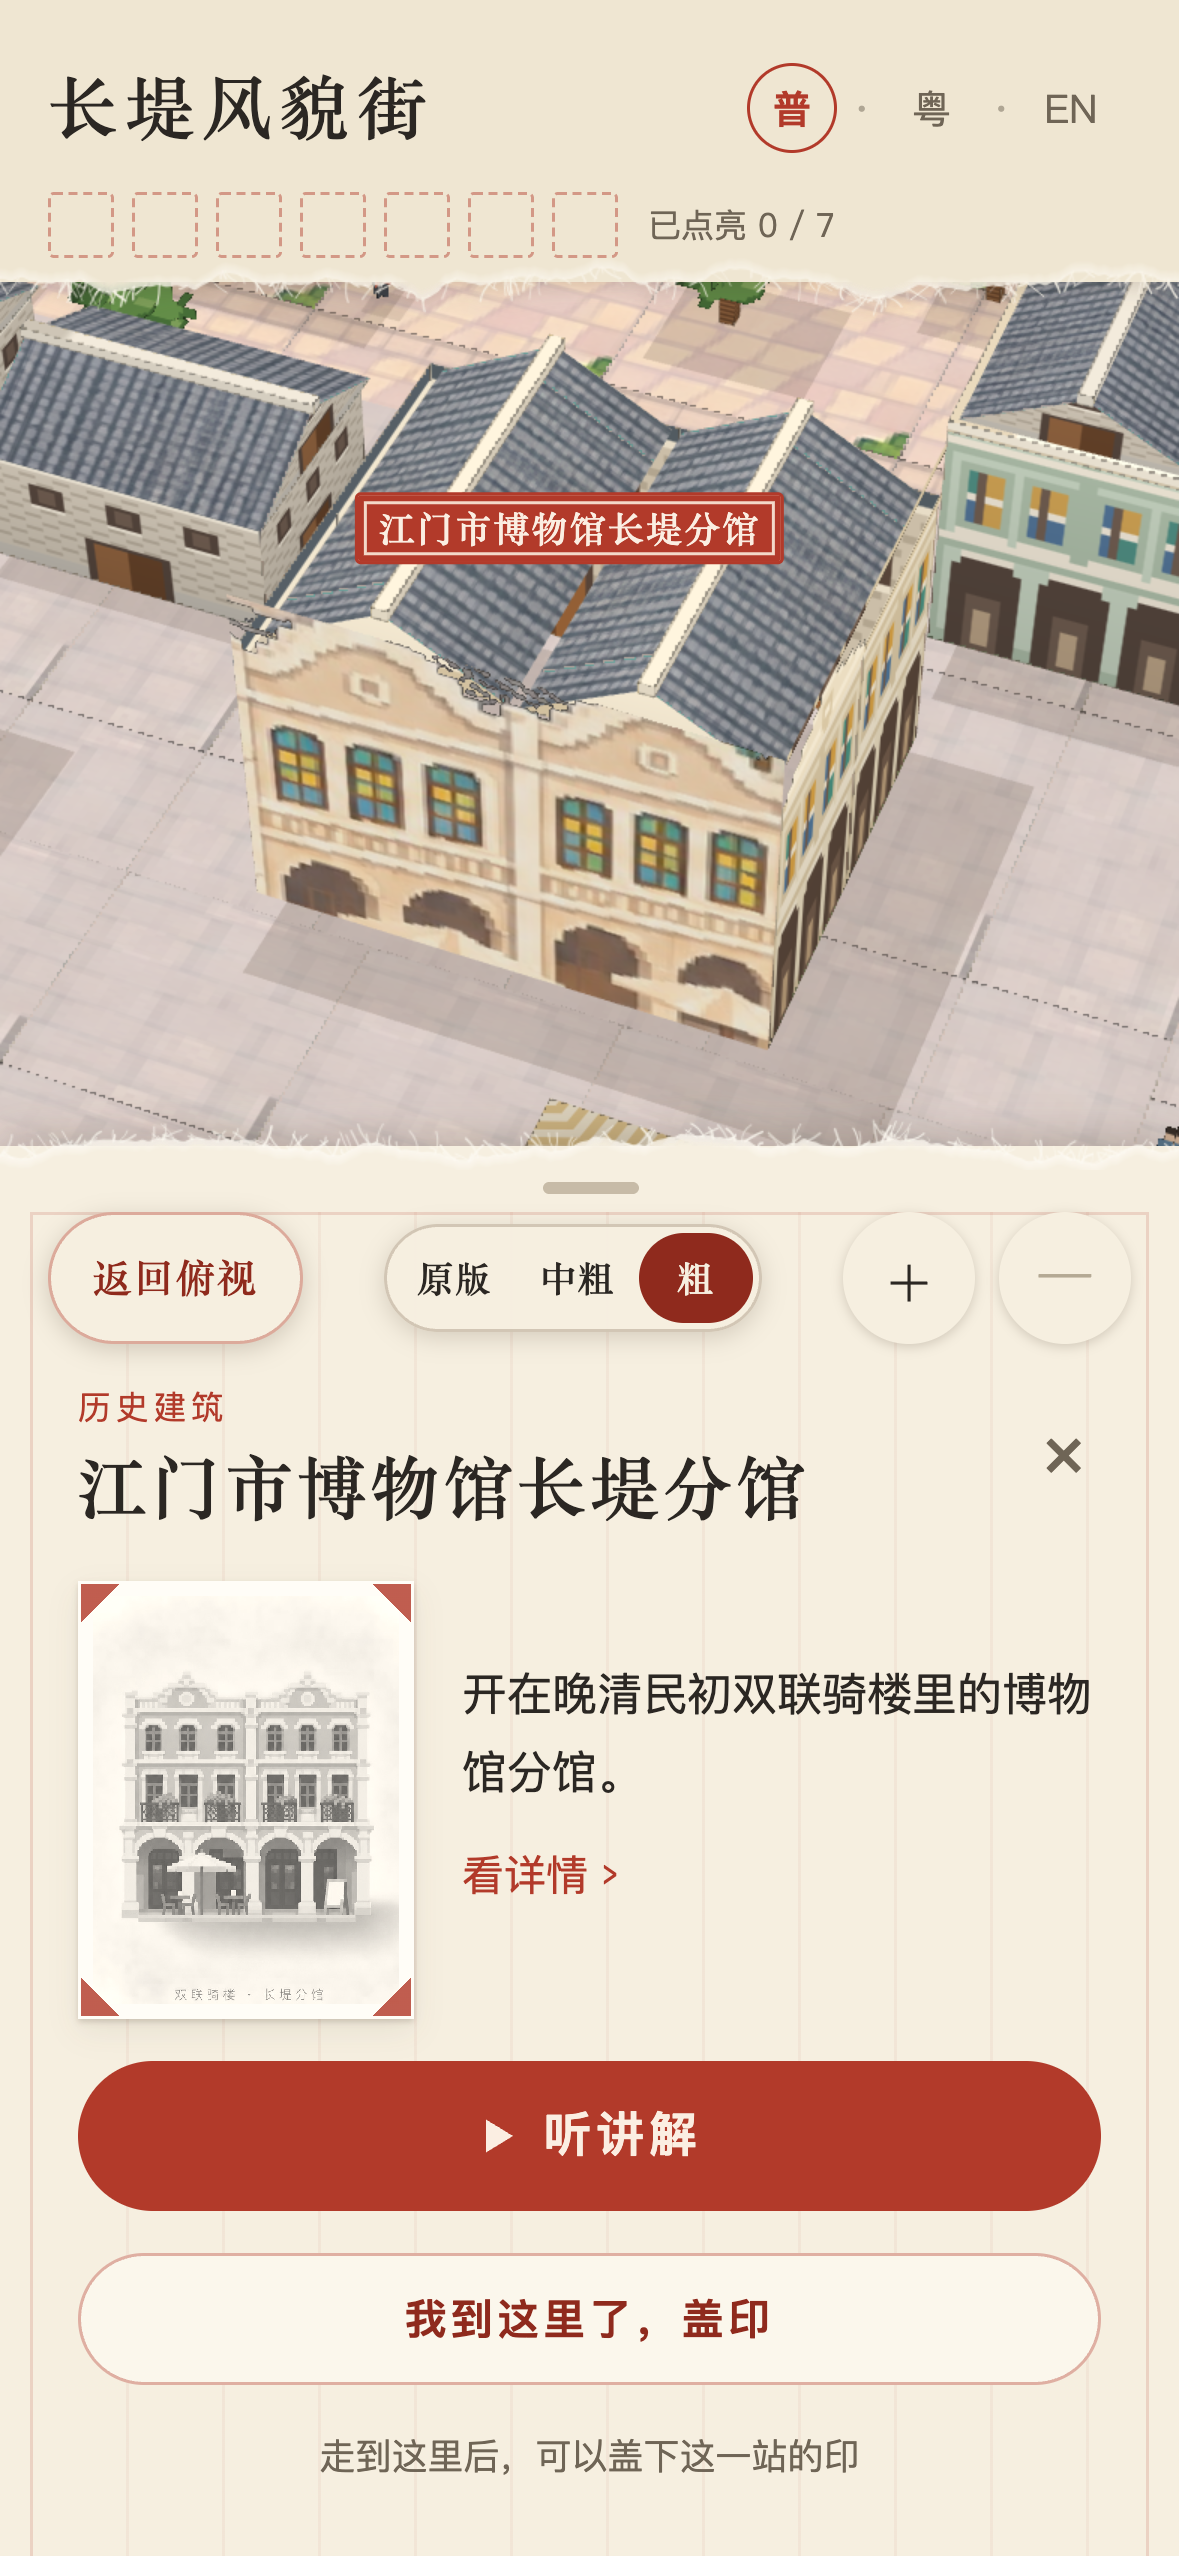 长堤风貌街
普 · 粤 · EN
已点亮 0 / 7
江门市博物馆长堤分馆
返回俯视
原版 中粗 粗
历史建筑
江门市博物馆长堤分馆
开在晚清民初双联骑楼里的博物
馆分馆。
看详情 >
双联骑楼 · 长堤分馆
听讲解
我到这里了，盖印
走到这里后，可以盖下这一站的印